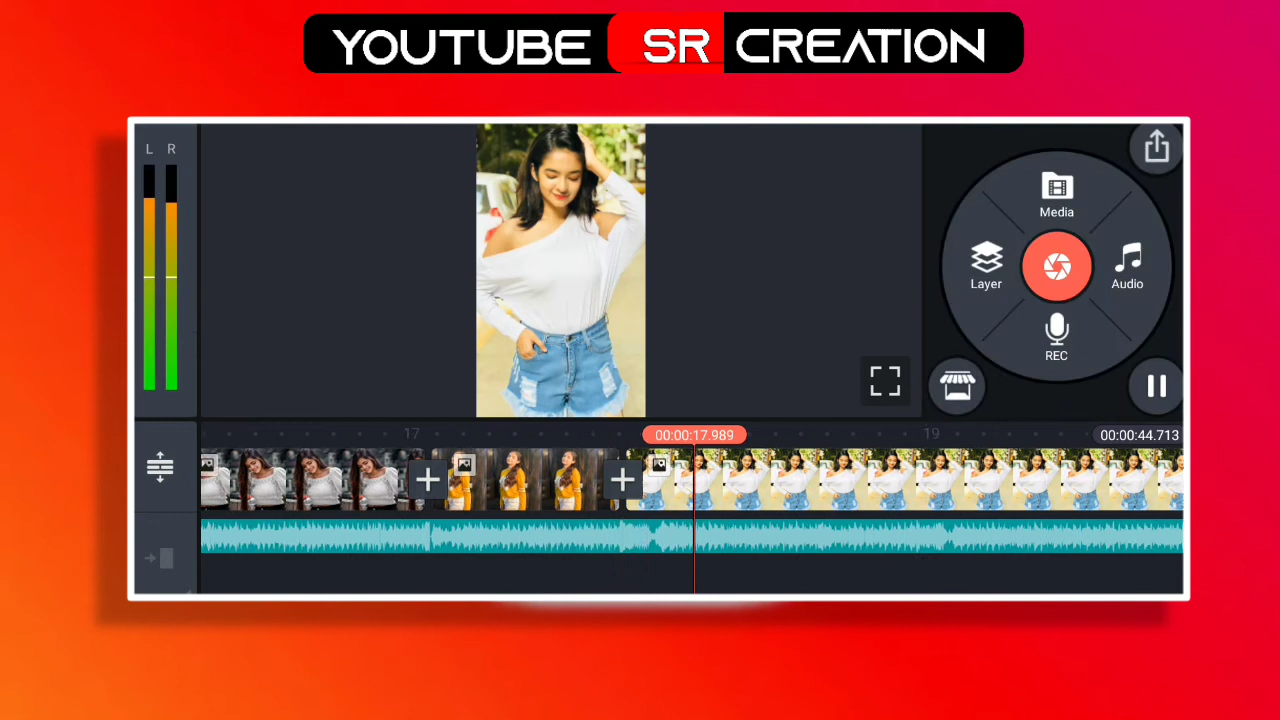 YOUTUBE SR CREATION
L R
Media
Layer
Audio
REC
17
00:00:17.989
19
00:00:44.713